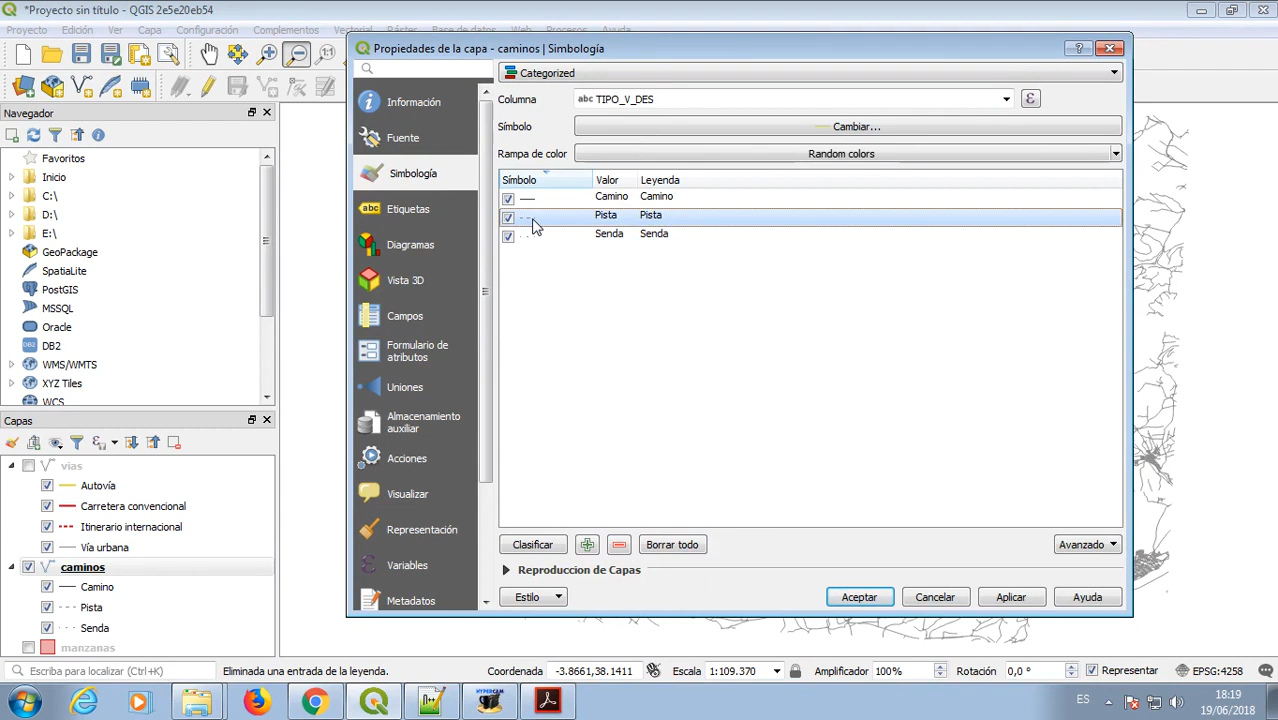 *Proyecto sin título - QGIS 2e5e20eb54
Proyecto Edición Ver Capa Configuración Complementos Vectorial Ráster Base de datos Web Procesos Ayuda
Propiedades de la capa - caminos | Simbología
Navegador
Favoritos
Inicio
C:\
D:\
E:\
GeoPackage
SpatiaLite
PostGIS
MSSQL
Oracle
DB2
WMS/WMTS
XYZ Tiles
WCS
Capas
vias
Autovía
Carretera convencional
Itinerario internacional
Vía urbana
caminos
Camino
Pista
Senda
manzanas
Información
Fuente
Simbología
Etiquetas
Diagramas
Vista 3D
Campos
Formulario de
atributos
Uniones
Almacenamiento
auxiliar
Acciones
Visualizar
Representación
Variables
Metadatos
Categorized
Columna abc TIPO_V_DES
Símbolo Cambiar...
Rampa de color Random colors
Símbolo Valor Leyenda
Camino Camino
Pista Pista
Senda Senda
Clasificar Borrar todo Avanzado
Reproduccion de Capas
Estilo Aceptar Cancelar Aplicar Ayuda
Escriba para localizar (Ctrl+K) Eliminada una entrada de la leyenda. Coordenada -3.8661,38.1411 Escala 1:109.370 Amplificador 100% Rotación 0,0 ° Representar EPSG:4258
HYPERCAM
ES 18:19
19/06/2018